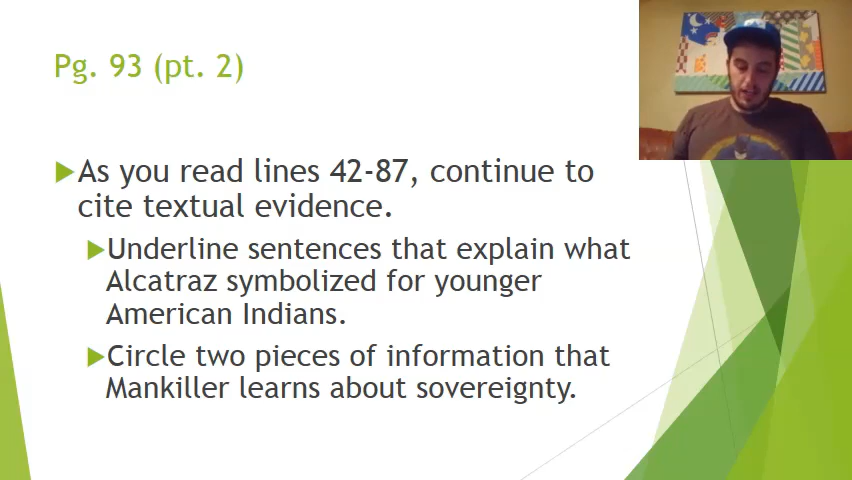 Pg. 93 (pt. 2)
As you read lines 42-87, continue to
cite textual evidence.
Underline sentences that explain what
Alcatraz symbolized for younger
American Indians.
Circle two pieces of information that
Mankiller learns about sovereignty.